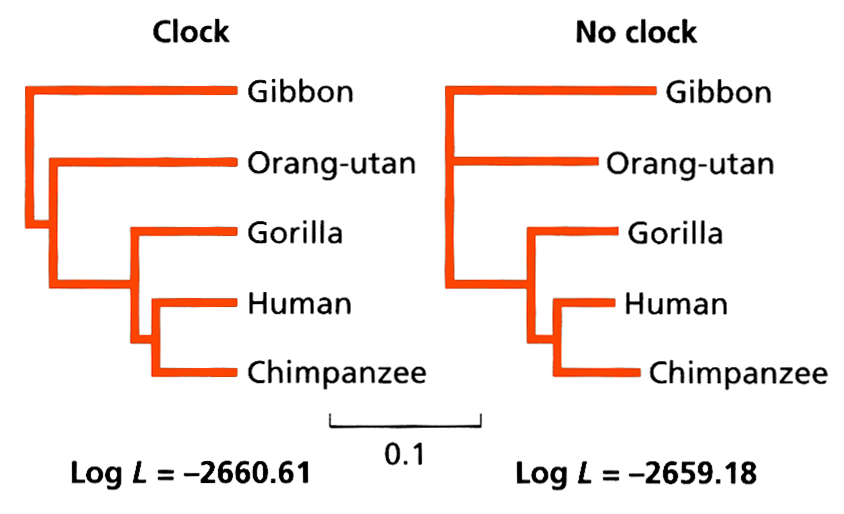 Clock
Gibbon
Orang-utan
Gorilla
Human
Chimpanzee
Log L = –2660.61
No clock
Gibbon
Orang-utan
Gorilla
Human
Chimpanzee
0.1
Log L = –2659.18